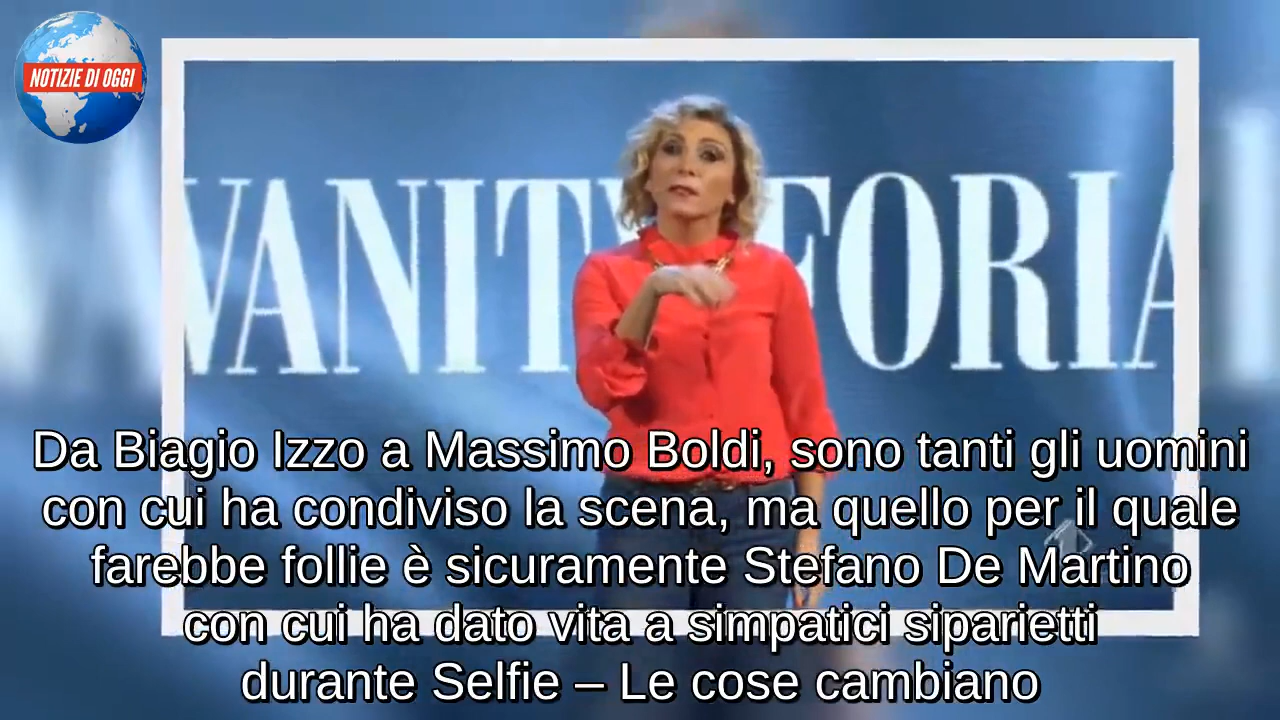 NOTIZIE DI OGGI
VANITY FORIA
Da Biagio Izzo a Massimo Boldi, sono tanti gli uomini
con cui ha condiviso la scena, ma quello per il quale
farebbe follie è sicuramente Stefano De Martino
con cui ha dato vita a simpatici siparietti
durante Selfie – Le cose cambiano